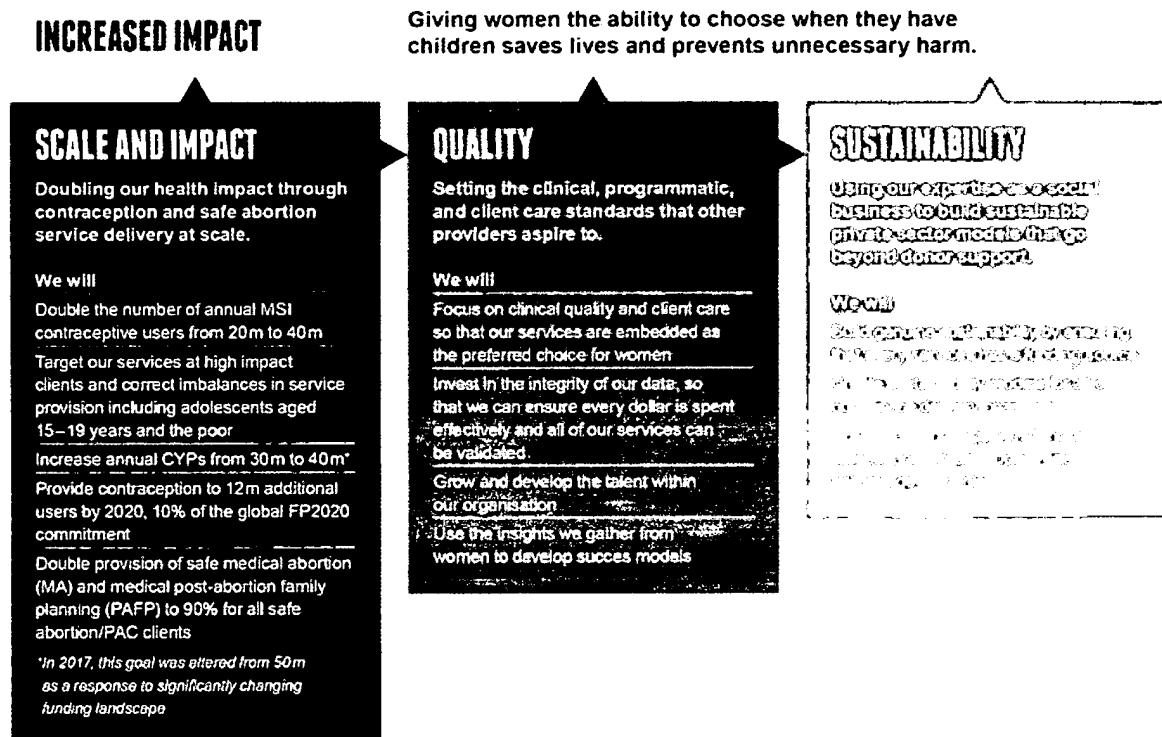 INCREASED IMPACT
Giving women the ability to choose when they have
children saves lives and prevents unnecessary harm.
SCALE AND IMPACT
Doubling our health impact through
contraception and safe abortion
service delivery at scale.
We will
Double the number of annual MSI
contraceptive users from 20m to 40m
Target our services at high impact
clients and correct imbalances in service
provision including adolescents aged
15–19 years and the poor
Increase annual CYPs from 30m to 40m*
Provide contraception to 12m additional
users by 2020, 10% of the global FP2020
commitment
Double provision of safe medical abortion
(MA) and medical post-abortion family
planning (PAFP) to 90% for all safe
abortion/PAC clients
*In 2017, this goal was altered from 50m
as a response to significantly changing
funding landscape
QUALITY
Setting the clinical, programmatic,
and client care standards that other
providers aspire to.
We will
Focus on clinical quality and client care
so that our services are embedded as
the preferred choice for women
Invest in the integrity of our data, so
that we can ensure every dollar is spent
effectively and all of our services can
be validated.
Grow and develop the talent within
our organisation
Use the insights we gather from
women to develop succes models
SUSTAINABILITY
Using our expertise as a social
business to build sustainable
private sector models that go
beyond donor support.
We will